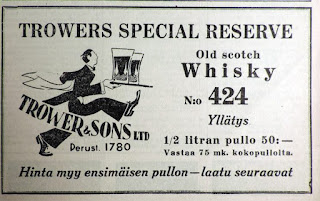 TROWERS SPECIAL RESERVE
Old scotch
Whisky
N:o 424
Yllätys
TROWER & SONS LTD
Perust. 1780
1/2 litran pullo 50:—
Vastaa 75 mk. kokopullolta.
Hinta myy ensimäisen pullon—laatu seuraavat